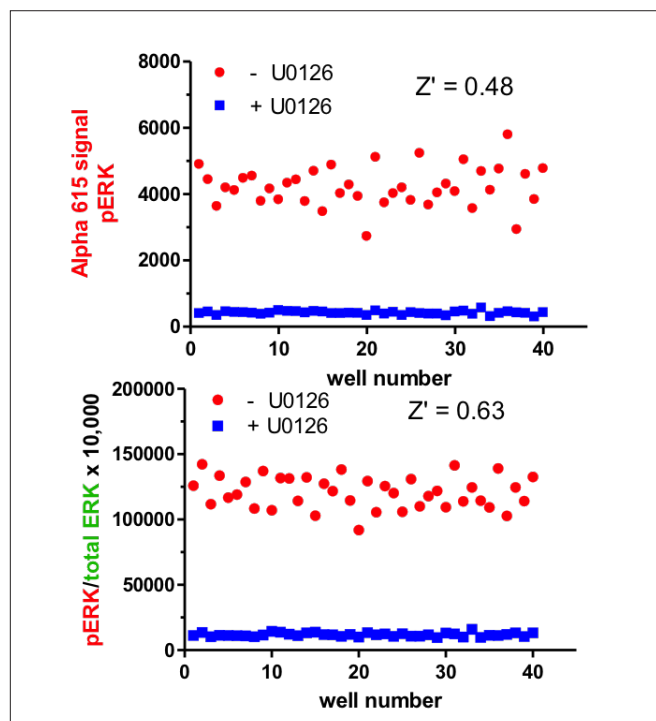 8000
6000
4000
2000
0
Alpha 615 signal
pERK
- U0126
+ U0126
Z' = 0.48
0 10 20 30 40
well number
200000
150000
100000
50000
0
pERK/total ERK x 10,000
- U0126
+ U0126
Z' = 0.63
0 10 20 30 40
well number